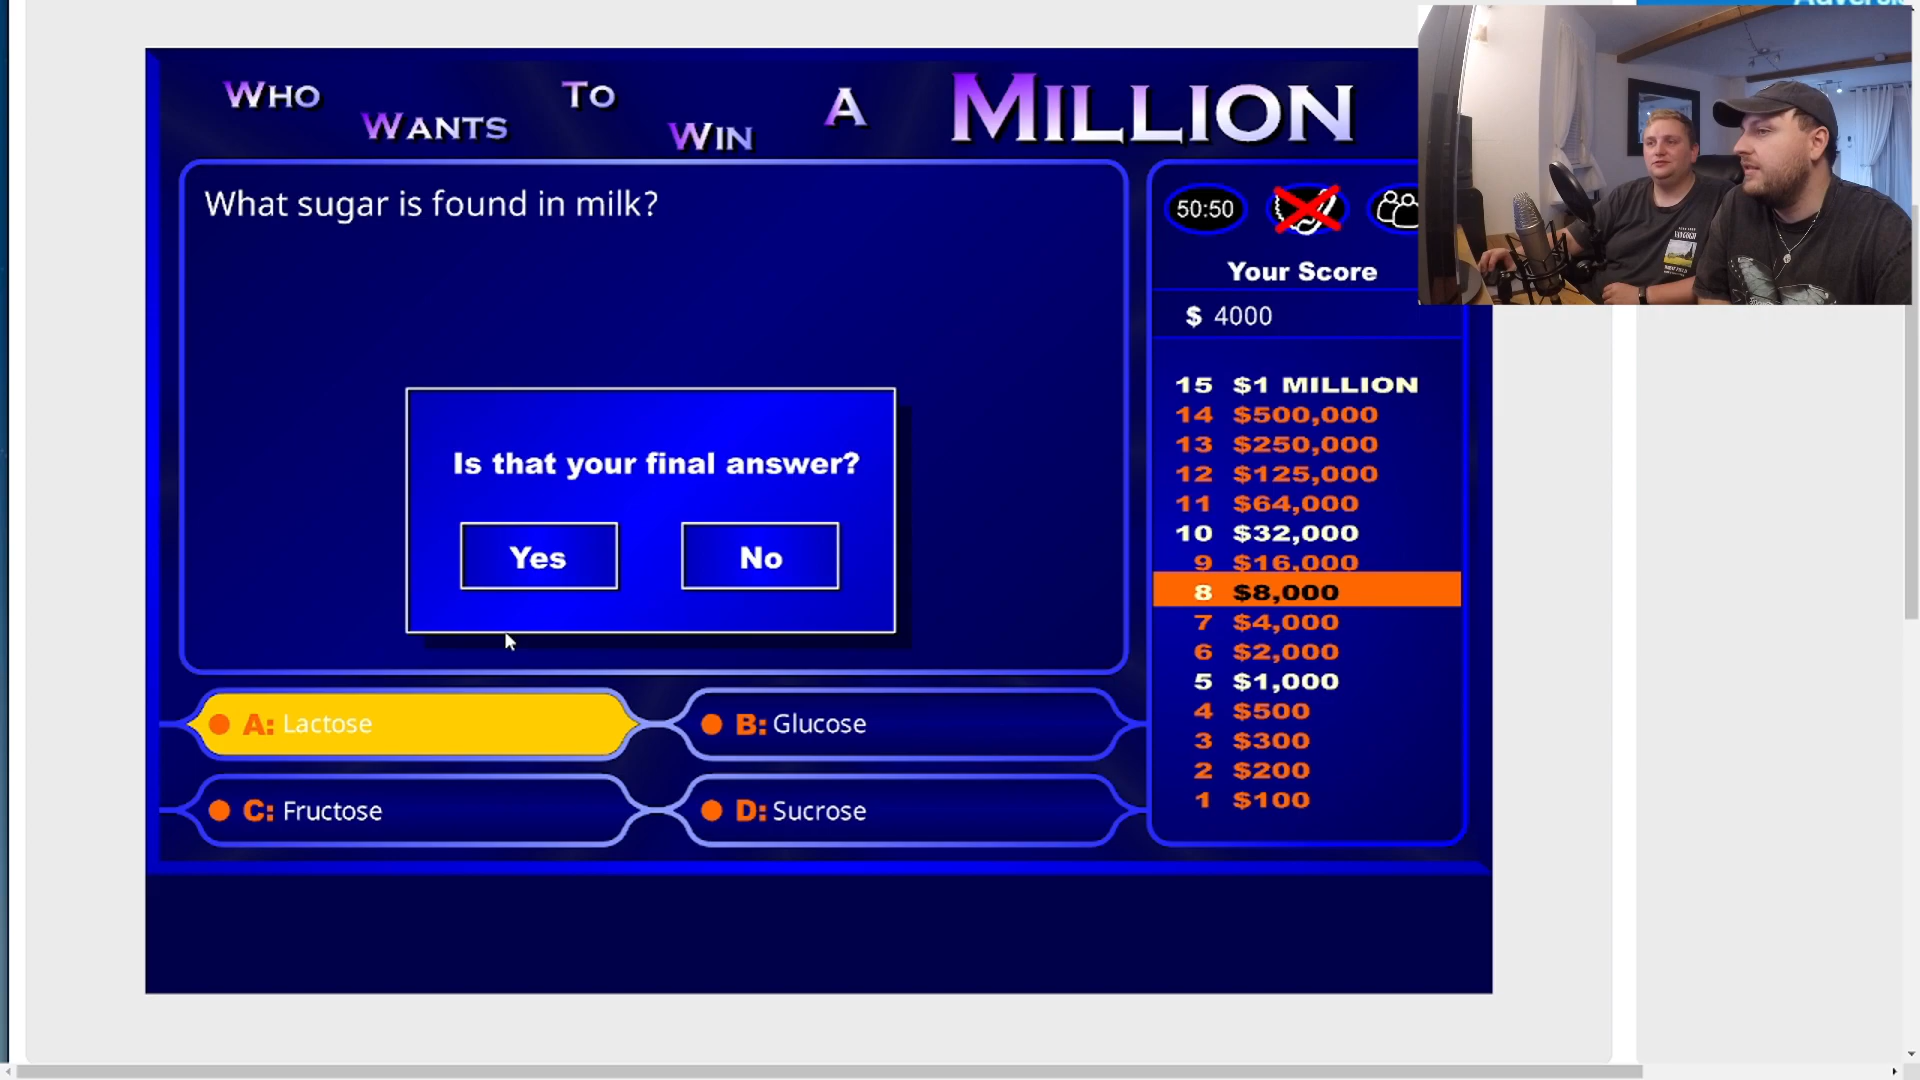 WHO WANTS TO WIN A MILLION
What sugar is found in milk?
50:50
Your Score
$ 4000
Is that your final answer?
Yes
No
15 $1 MILLION
14 $500,000
13 $250,000
12 $125,000
11 $64,000
10 $32,000
9 $16,000
8 $8,000
7 $4,000
6 $2,000
5 $1,000
4 $500
3 $300
2 $200
1 $100
A: Lactose
B: Glucose
C: Fructose
D: Sucrose